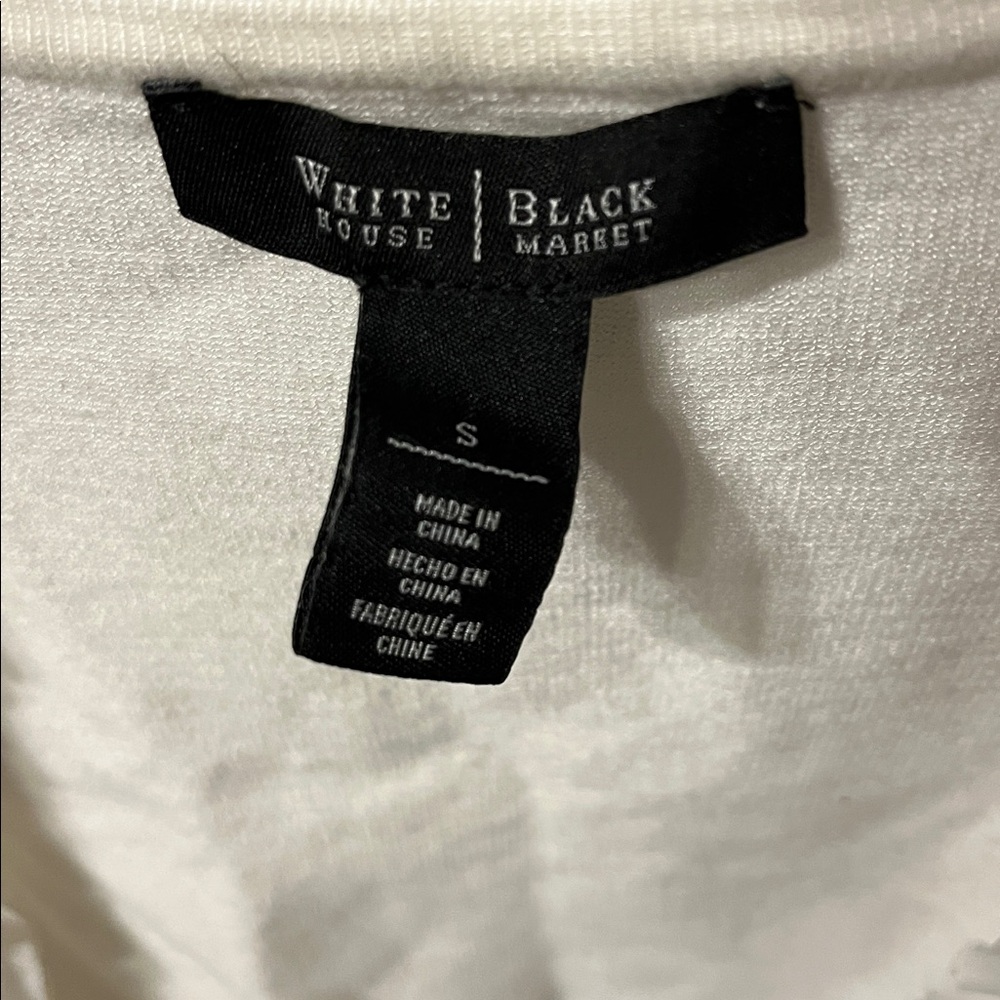 WHITE | BLACK
HOUSE | MARKET
S
MADE IN
CHINA
HECHO EN
CHINA
FABRIQUÉ EN
CHINE